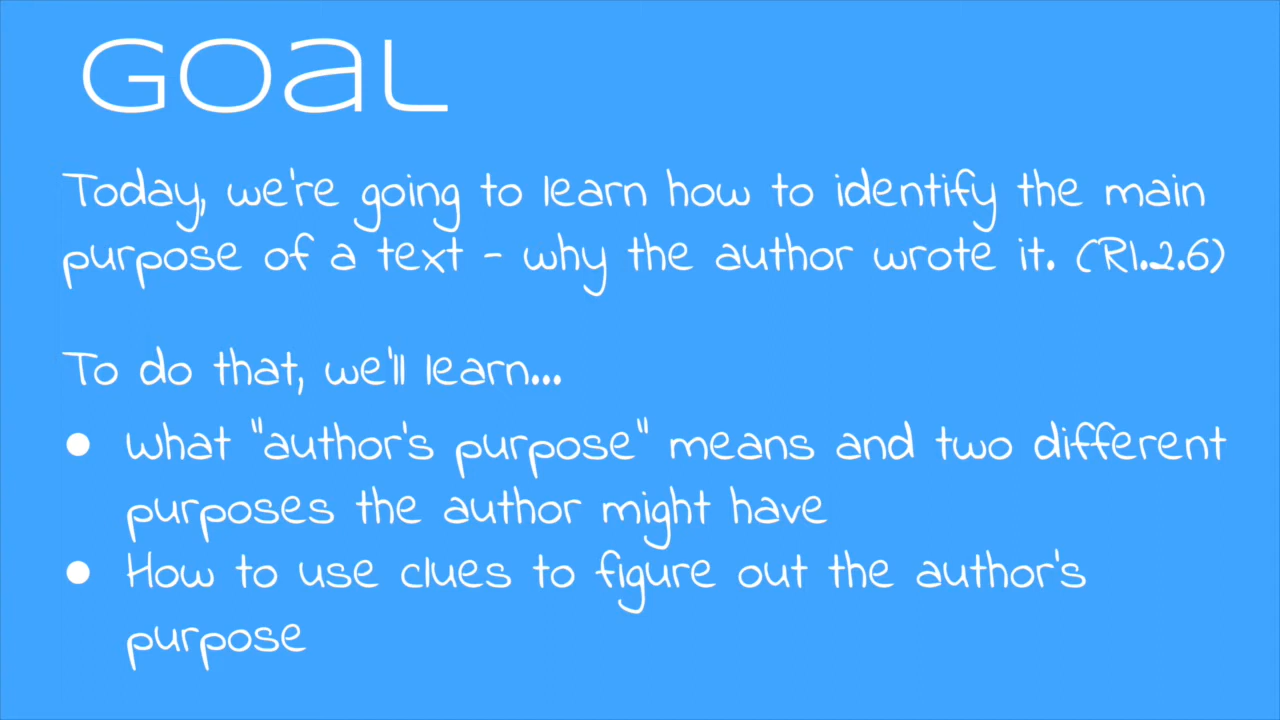 Goal
Today, we're going to learn how to identify the main
purpose of a text - why the author wrote it. (RI.2.6)
To do that, we'll learn...
● What "author's purpose" means and two different
purposes the author might have
● How to use clues to figure out the author's
purpose